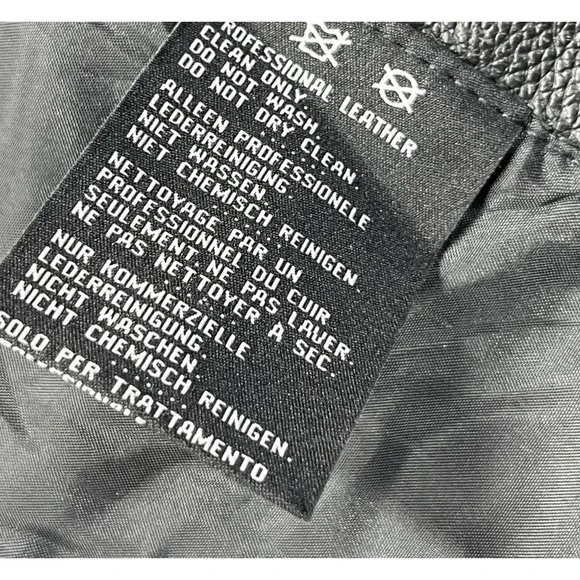 PROFESSIONAL LEATHER
CLEAN ONLY.
DO NOT WASH.
DO NOT DRY CLEAN.
ALLEEN PROFESSIONELE
LEDERREINIGING
NIET WASSEN.
NIET CHEMISCH REINIGEN.
NETTOYAGE PAR UN
PROFESSIONNEL DU CUIR
SEULEMENT, NE PAS LAVER.
NE PAS NETTOYER A SEC.
NUR KOMMERZIELLE
LEDERREINIGUNG.
NICHT WASCHEN.
NICHT CHEMISCH REINIGEN.
SOLO PER TRATTAMENTO